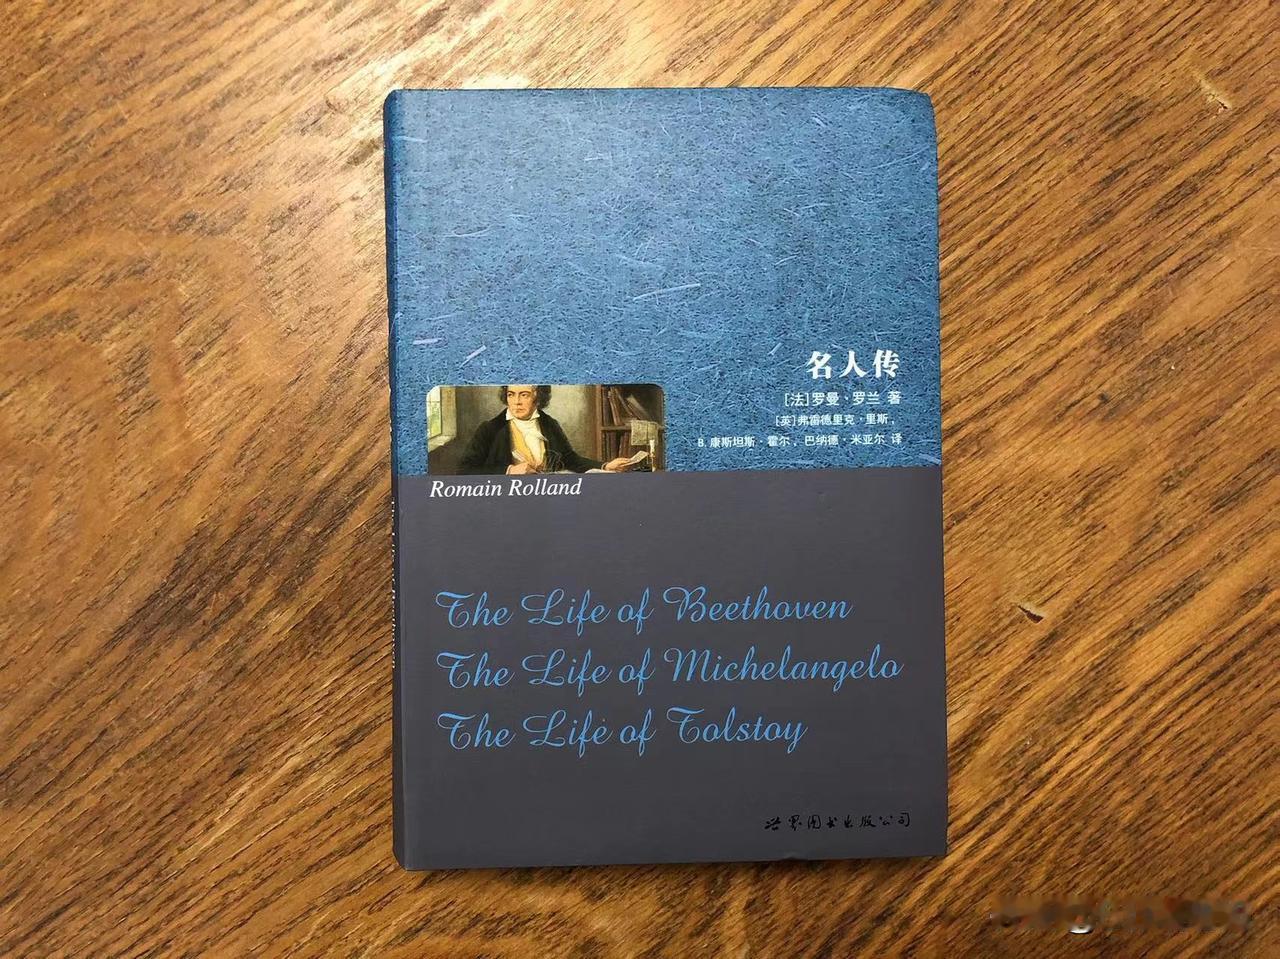 名人传
[法]罗曼·罗兰 著
[英]弗雷德里克·里斯，
B.康斯坦斯·霍尔，巴纳德·米亚尔 译
Romain Rolland
The Life of Beethoven
The Life of Michelangelo
The Life of Tolstoy
世界图书出版公司